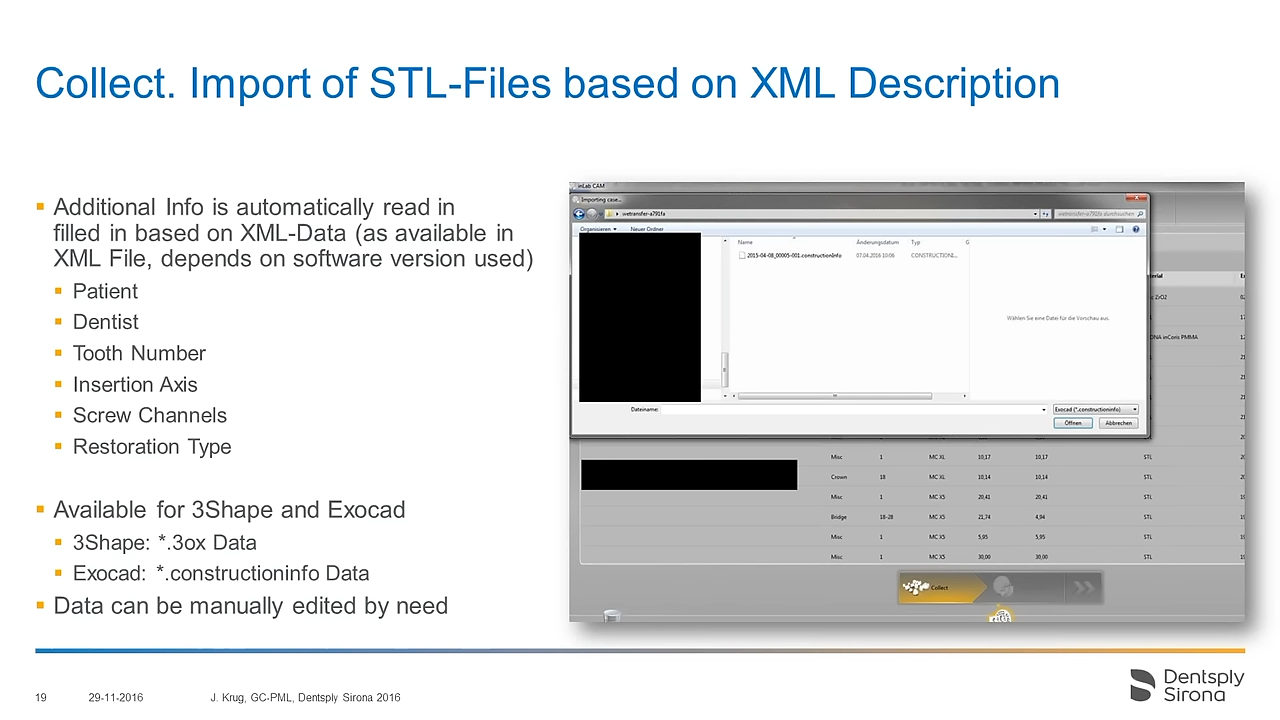 Collect. Import of STL-Files based on XML Description
Additional Info is automatically read in
filled in based on XML-Data (as available in
XML File, depends on software version used)
Patient
Dentist
Tooth Number
Insertion Axis
Screw Channels
Restoration Type
Available for 3Shape and Exocad
3Shape: *.3ox Data
Exocad: *.constructioninfo Data
Data can be manually edited by need
inLab CAM
Importing case...
wetransfer-a791fa
wetransfer-a791fa durchsuchen
Organisieren
Neuer Ordner
Name Änderungsdatum Typ G
2015-04-08_00005-001.constructionInfo 07.04.2016 10:06 CONSTRUCTIONI...
Wählen Sie eine Datei für die Vorschau aus.
Dateiname:
Exocad (*.constructioninfo)
Öffnen Abbrechen
ZrO2
DNA inCoris PMMA
Misc 1 MC XL 10,17 10,17 STL
Crown 18 MC XL 10,14 10,14 STL
Misc 1 MC X5 20,41 20,41 STL
Bridge 18-28 MC X5 21,74 4,94 STL
Misc 1 MC X5 5,95 5,95 STL
Misc 1 MC X5 30,00 30,00 STL
Collect
19 29-11-2016 J. Krug, GC-PML, Dentsply Sirona 2016
Dentsply
Sirona